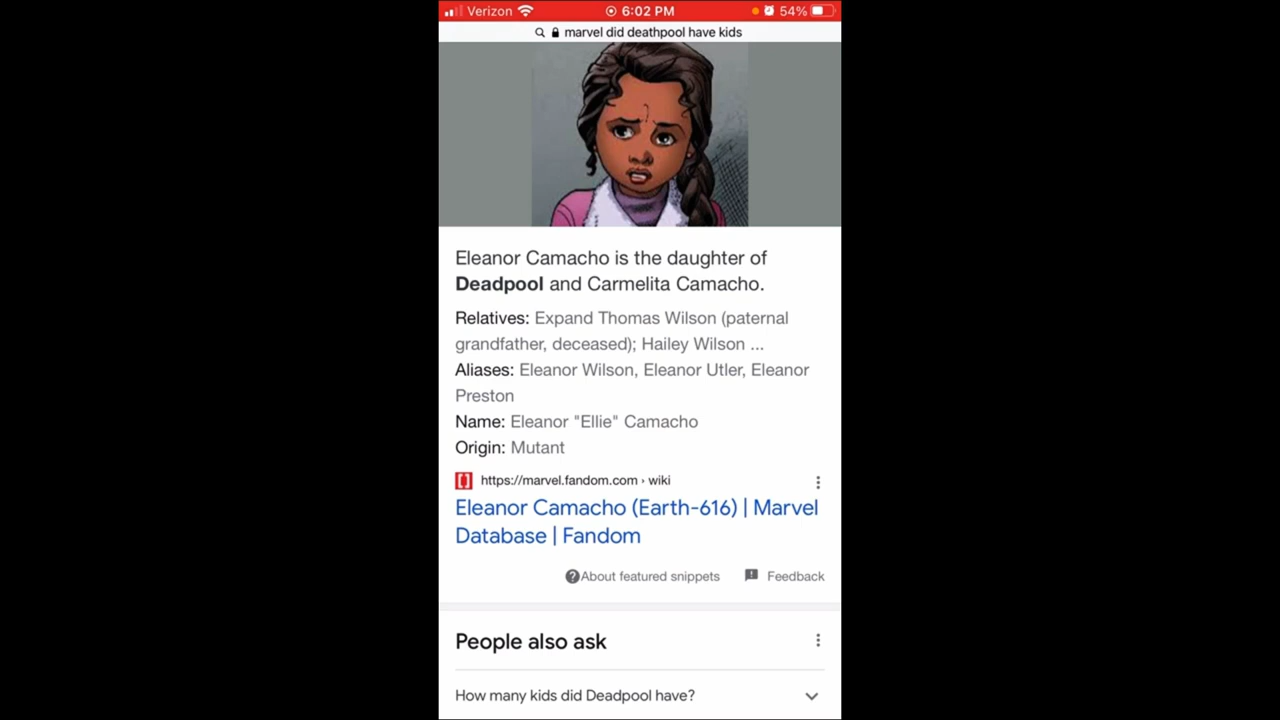 Verizon 6:02 PM 54%
marvel did deathpool have kids
Eleanor Camacho is the daughter of
Deadpool and Carmelita Camacho.
Relatives: Expand Thomas Wilson (paternal
grandfather, deceased); Hailey Wilson ...
Aliases: Eleanor Wilson, Eleanor Utler, Eleanor
Preston
Name: Eleanor "Ellie" Camacho
Origin: Mutant
https://marvel.fandom.com › wiki
Eleanor Camacho (Earth-616) | Marvel
Database | Fandom
About featured snippets Feedback
People also ask
How many kids did Deadpool have?